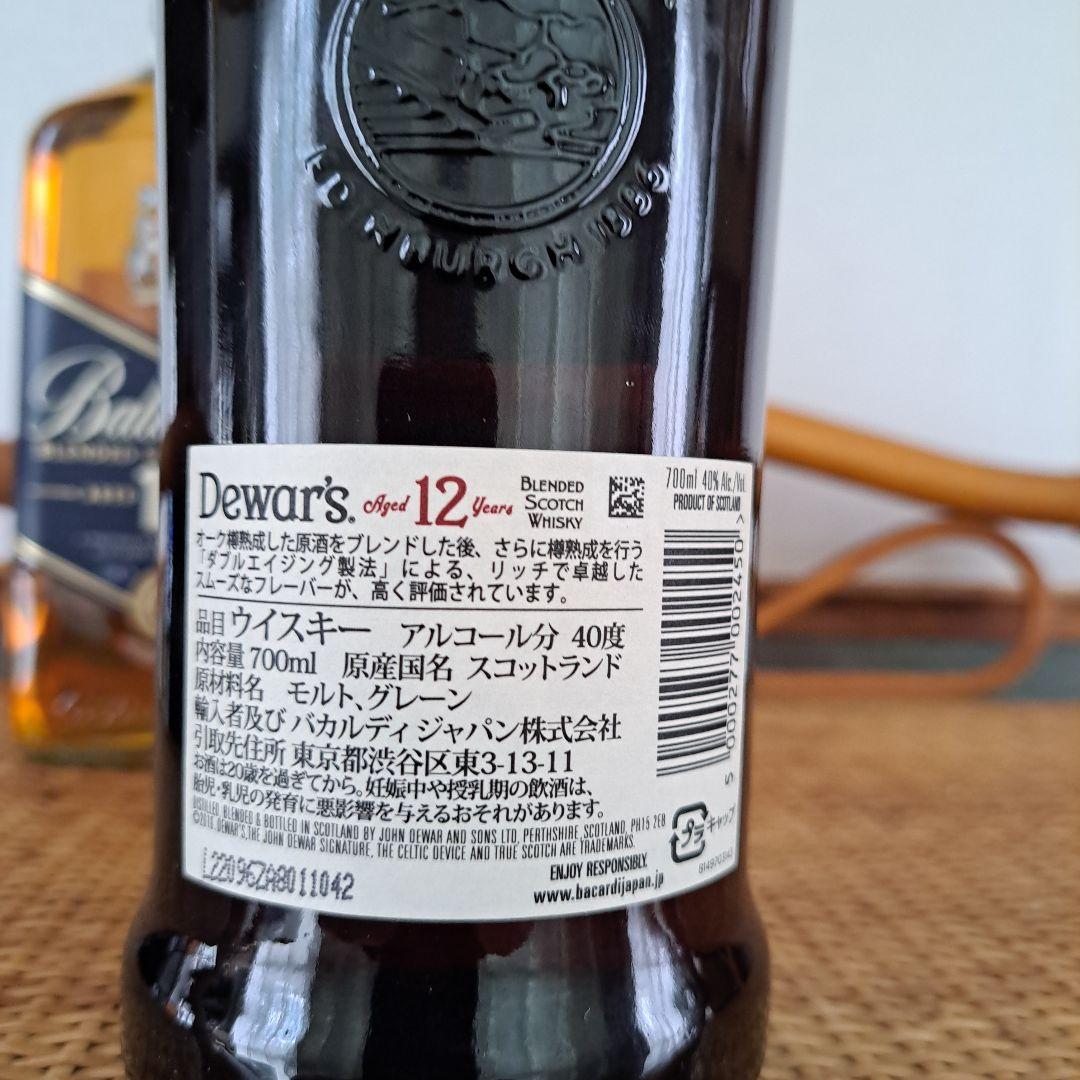 EDINBURGH 1986
Ball
BLENDED
AGED 1
Dewar's. Aged 12 Years BLENDED SCOTCH WHISKY
700ml 40% Alc./Vol.
PRODUCT OF SCOTLAND
オーク樽熟成した原酒をブレンドした後、さらに樽熟成を行う
「ダブルエイジング製法」による、リッチで卓越した
スムーズなフレーバーが、高く評価されています。
品目 ウイスキー アルコール分 40度
内容量 700ml 原産国名 スコットランド
原材料名 モルト、グレーン
輸入者及び バカルディ ジャパン株式会社
引取先住所 東京都渋谷区東3-13-11
お酒は20歳を過ぎてから。妊娠中や授乳期の飲酒は、
胎児・乳児の発育に悪影響を与えるおそれがあります。
DISTILLED, BLENDED & BOTTLED IN SCOTLAND BY JOHN DEWAR AND SONS LTD, PERTHSHIRE, SCOTLAND, PH15 2EB
DEWAR'S, THE JOHN DEWAR SIGNATURE, THE CELTIC DEVICE AND TRUE SCOTCH ARE TRADEMARKS.
ENJOY RESPONSIBLY.
www.bacardijapan.jp
L22096ZA8011042
5 000277 002450 >
プラ キャップ